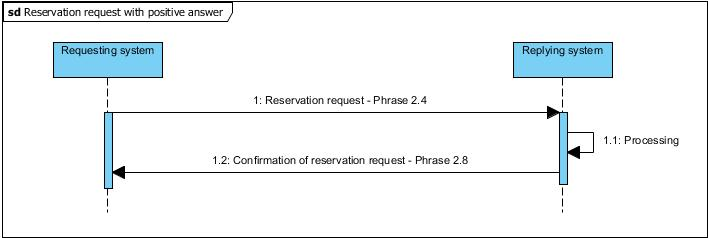 sd Reservation request with positive answer
Requesting system
Replying system
1: Reservation request - Phrase 2.4
1.1: Processing
1.2: Confirmation of reservation request - Phrase 2.8